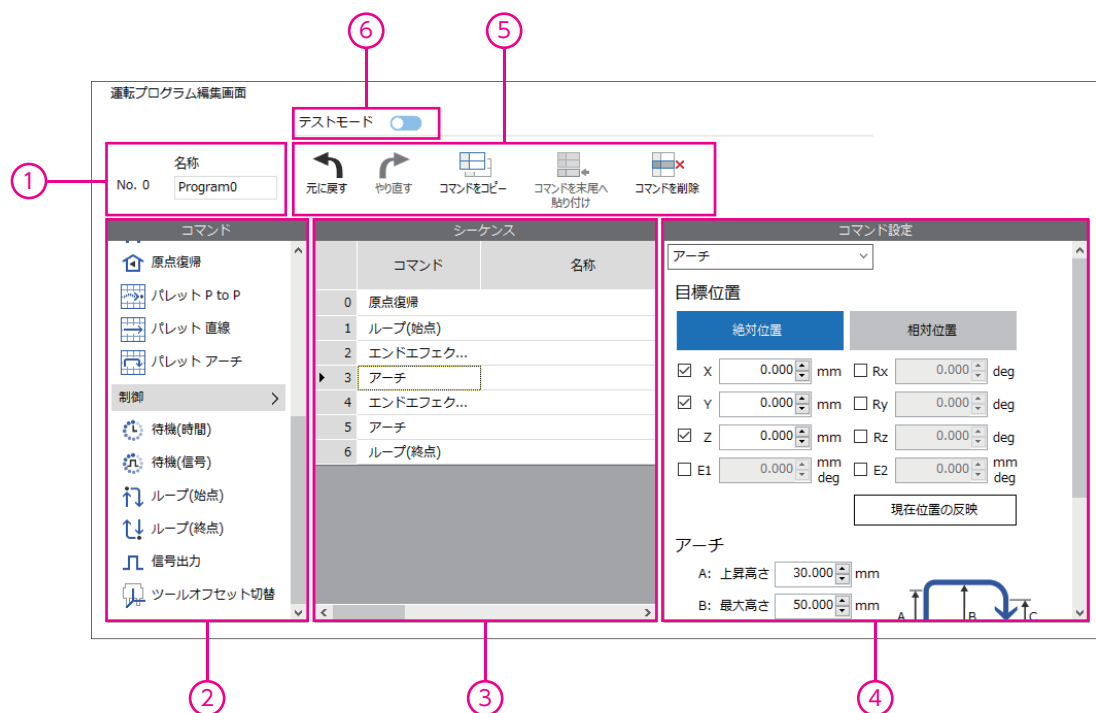 6
5
運転プログラム編集画面
テストモード
1
No. 0
名称
Program0
元に戻す
やり直す
コマンドをコピー
コマンドを末尾へ
貼り付け
コマンドを削除
コマンド
原点復帰
パレット P to P
パレット 直線
パレット アーチ
制御
待機(時間)
待機(信号)
ループ(始点)
ループ(終点)
信号出力
ツールオフセット切替
シーケンス
コマンド 名称
0 原点復帰
1 ループ(始点)
2 エンドエフェク...
3 アーチ
4 エンドエフェク...
5 アーチ
6 ループ(終点)
コマンド設定
アーチ
目標位置
絶対位置 相対位置
X 0.000 mm Rx 0.000 deg
Y 0.000 mm Ry 0.000 deg
Z 0.000 mm Rz 0.000 deg
E1 0.000 mm deg E2 0.000 mm deg
現在位置の反映
アーチ
A: 上昇高さ 30.000 mm
B: 最大高さ 50.000 mm
A B C
2
3
4